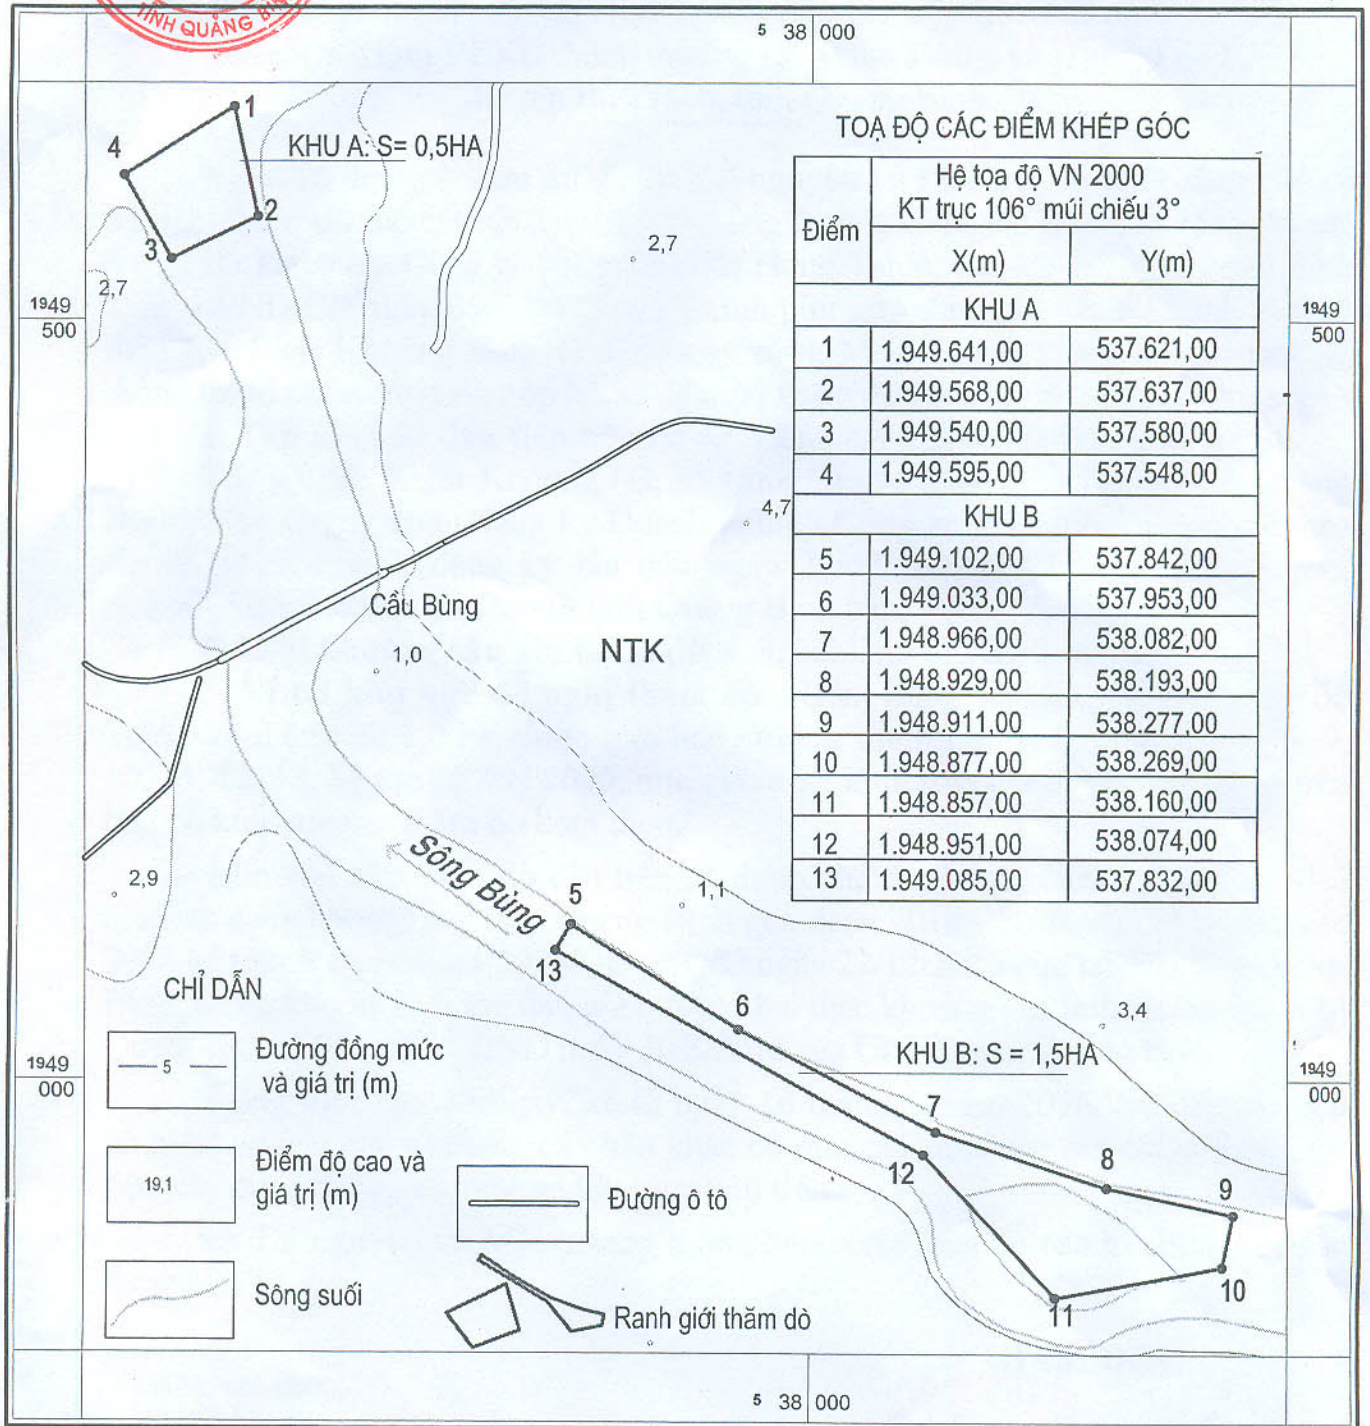 TỈNH QUẢNG BÌNH
5 38 000
1
4
KHU A: S= 0,5HA
2
3
2,7
2,7
1949
500
1949
500
TOẠ ĐỘ CÁC ĐIỂM KHÉP GÓC
Điểm
Hệ tọa độ VN 2000
KT trục 106° múi chiếu 3°
X(m) Y(m)
KHU A
1 1.949.641,00 537.621,00
2 1.949.568,00 537.637,00
3 1.949.540,00 537.580,00
4 1.949.595,00 537.548,00
KHU B
5 1.949.102,00 537.842,00
6 1.949.033,00 537.953,00
7 1.948.966,00 538.082,00
8 1.948.929,00 538.193,00
9 1.948.911,00 538.277,00
10 1.948.877,00 538.269,00
11 1.948.857,00 538.160,00
12 1.948.951,00 538.074,00
13 1.949.085,00 537.832,00
4,7
Cầu Bùng
1,0
NTK
2,9
Sông Bùng
1,1
5
13
6
3,4
KHU B: S = 1,5HA
7
12
8
9
10
11
1949
000
1949
000
CHỈ DẪN
5
Đường đồng mức
và giá trị (m)
19,1
Điểm độ cao và
giá trị (m)
Đường ô tô
Sông suối
Ranh giới thăm dò
5 38 000